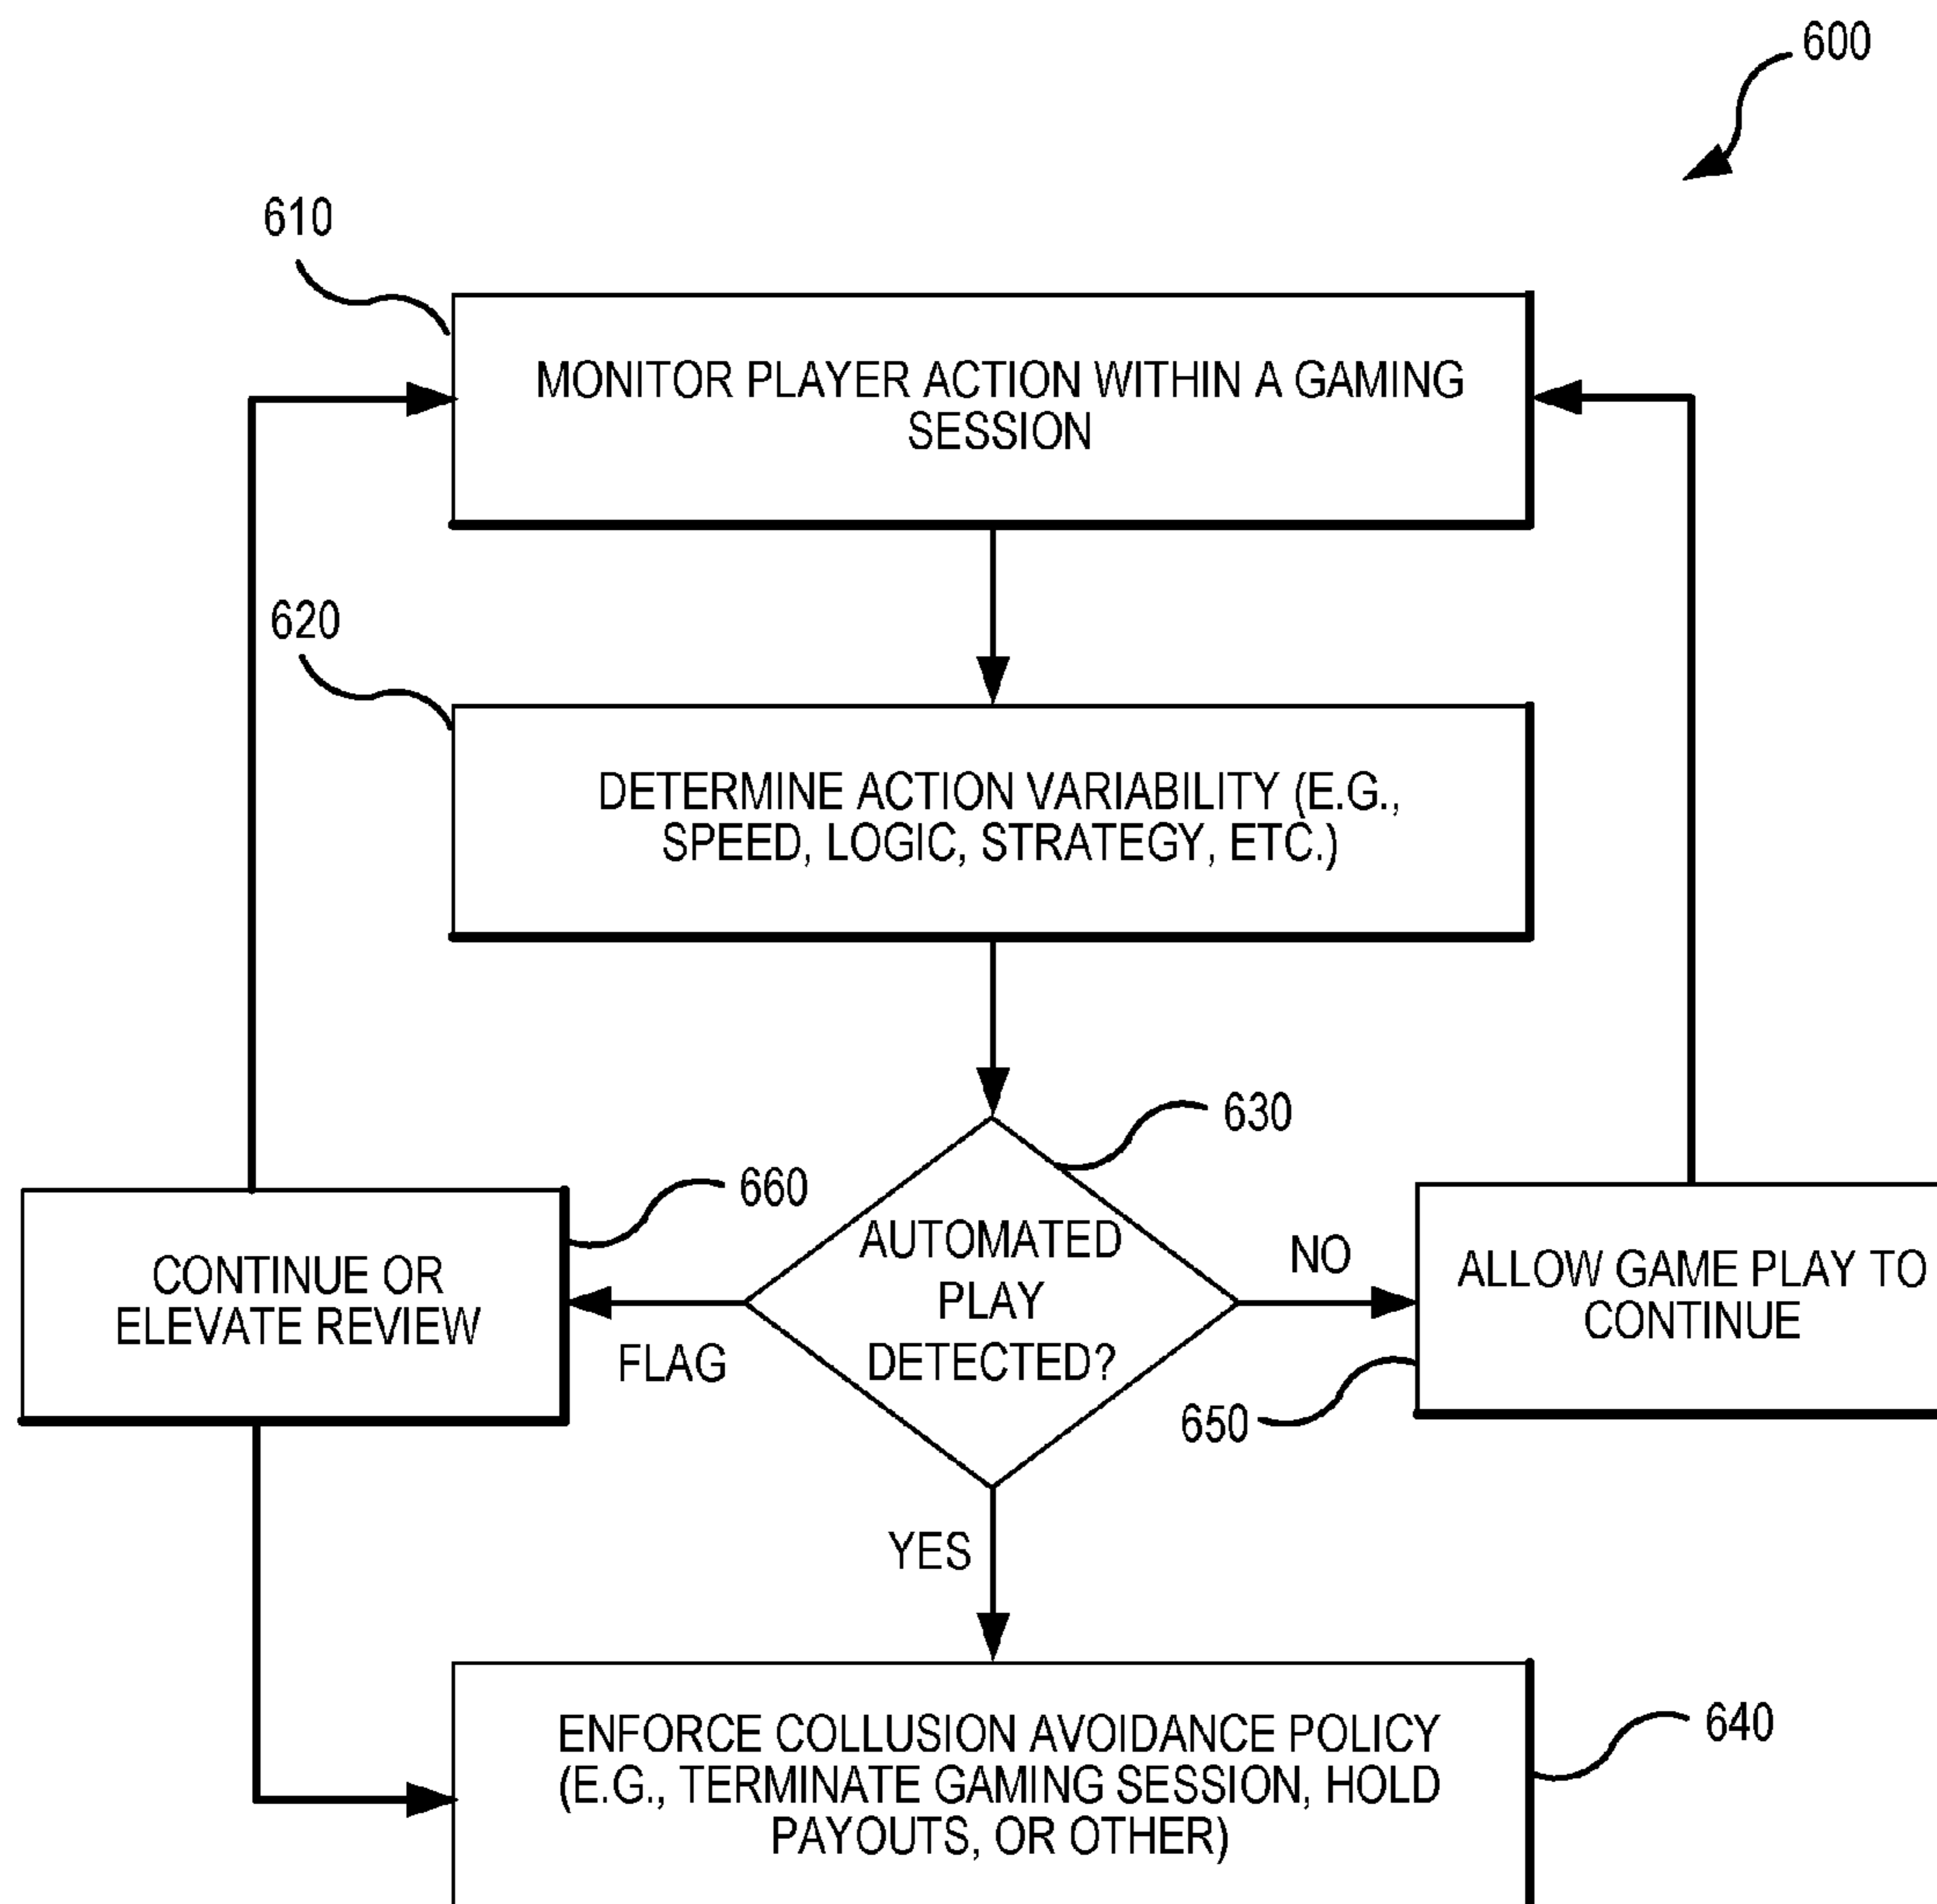 600
610
MONITOR PLAYER ACTION WITHIN A GAMING
SESSION
620
DETERMINE ACTION VARIABILITY (E.G.,
SPEED, LOGIC, STRATEGY, ETC.)
630
660
CONTINUE OR
ELEVATE REVIEW
FLAG
AUTOMATED
PLAY
DETECTED?
NO
ALLOW GAME PLAY TO
CONTINUE
650
YES
ENFORCE COLLUSION AVOIDANCE POLICY
(E.G., TERMINATE GAMING SESSION, HOLD
PAYOUTS, OR OTHER)
640